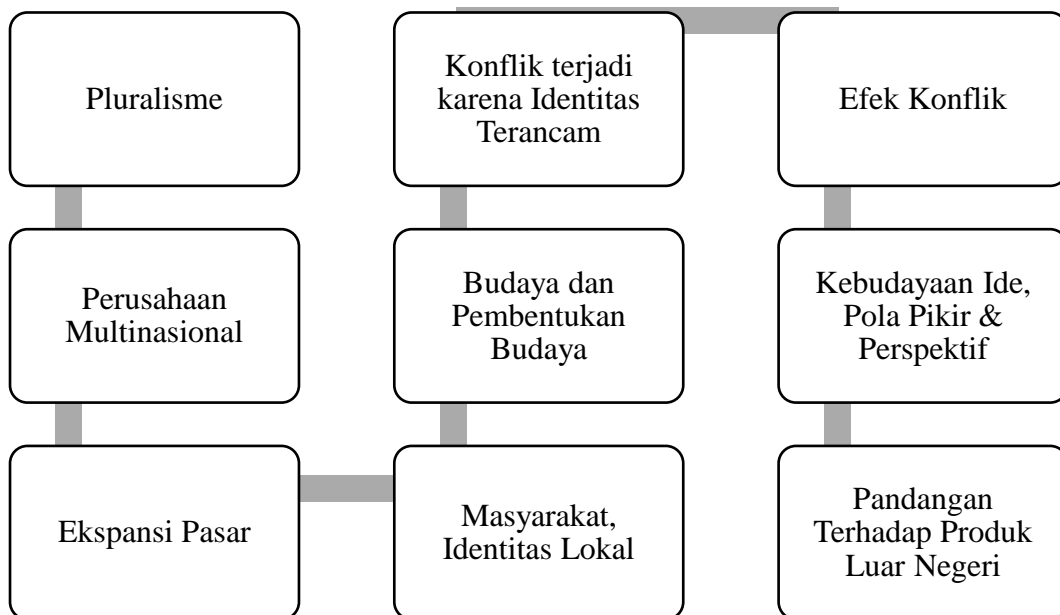 Pluralisme
Perusahaan
Multinasional
Ekspansi Pasar
Masyarakat,
Identitas Lokal
Budaya dan
Pembentukan
Budaya
Konflik terjadi
karena Identitas
Terancam
Efek Konflik
Kebudayaan Ide,
Pola Pikir &
Perspektif
Pandangan
Terhadap Produk
Luar Negeri